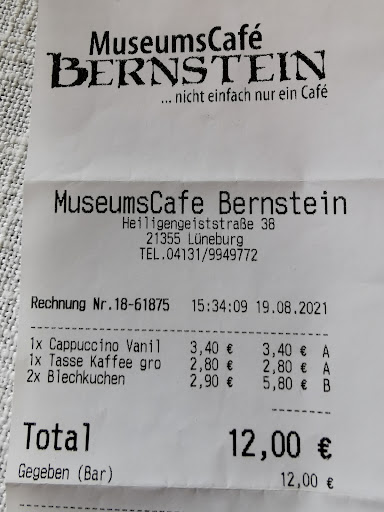 MuseumsCafé
BERNSTEIN
... nicht einfach nur ein Café
MuseumsCafe Bernstein
Heiligengeiststraße 38
21355 Lüneburg
TEL.04131/9949772
Rechnung Nr.18-61875 15:34:09 19.08.2021
1x Cappuccino Vanil 3,40 € 3,40 € A
1x Tasse Kaffee gro 2,80 € 2,80 € A
2x Blechkuchen 2,90 € 5,80 € B
Total 12,00 €
Gegeben (Bar) 12,00 €